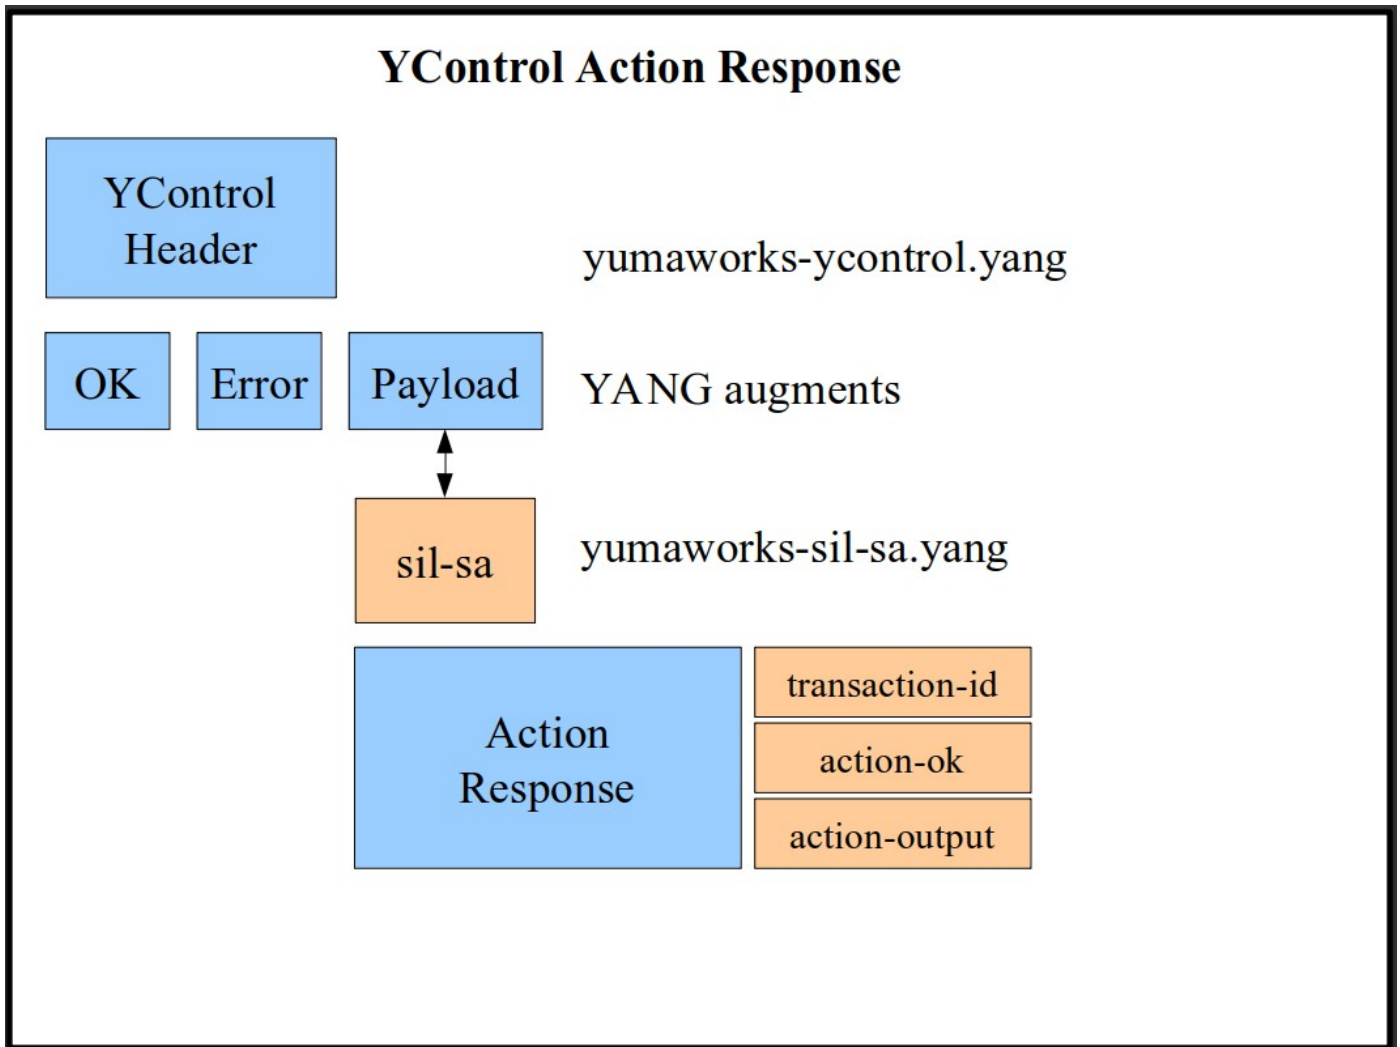 YControl Action Response
YControl
Header
yumaworks-ycontrol.yang
OK
Error
Payload
YANG augments
sil-sa
yumaworks-sil-sa.yang
Action
Response
transaction-id
action-ok
action-output